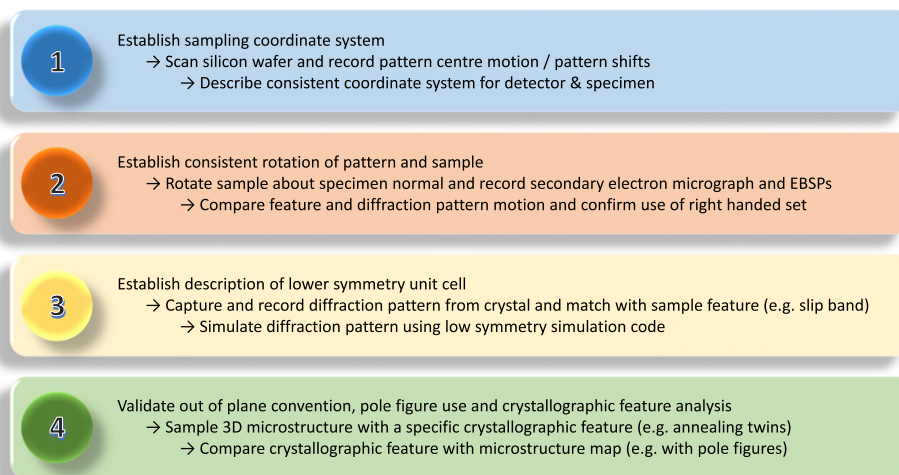 1
Establish sampling coordinate system
→ Scan silicon wafer and record pattern centre motion / pattern shifts
→ Describe consistent coordinate system for detector & specimen
2
Establish consistent rotation of pattern and sample
→ Rotate sample about specimen normal and record secondary electron micrograph and EBSPs
→ Compare feature and diffraction pattern motion and confirm use of right handed set
3
Establish description of lower symmetry unit cell
→ Capture and record diffraction pattern from crystal and match with sample feature (e.g. slip band)
→ Simulate diffraction pattern using low symmetry simulation code
4
Validate out of plane convention, pole figure use and crystallographic feature analysis
→ Sample 3D microstructure with a specific crystallographic feature (e.g. annealing twins)
→ Compare crystallographic feature with microstructure map (e.g. with pole figures)